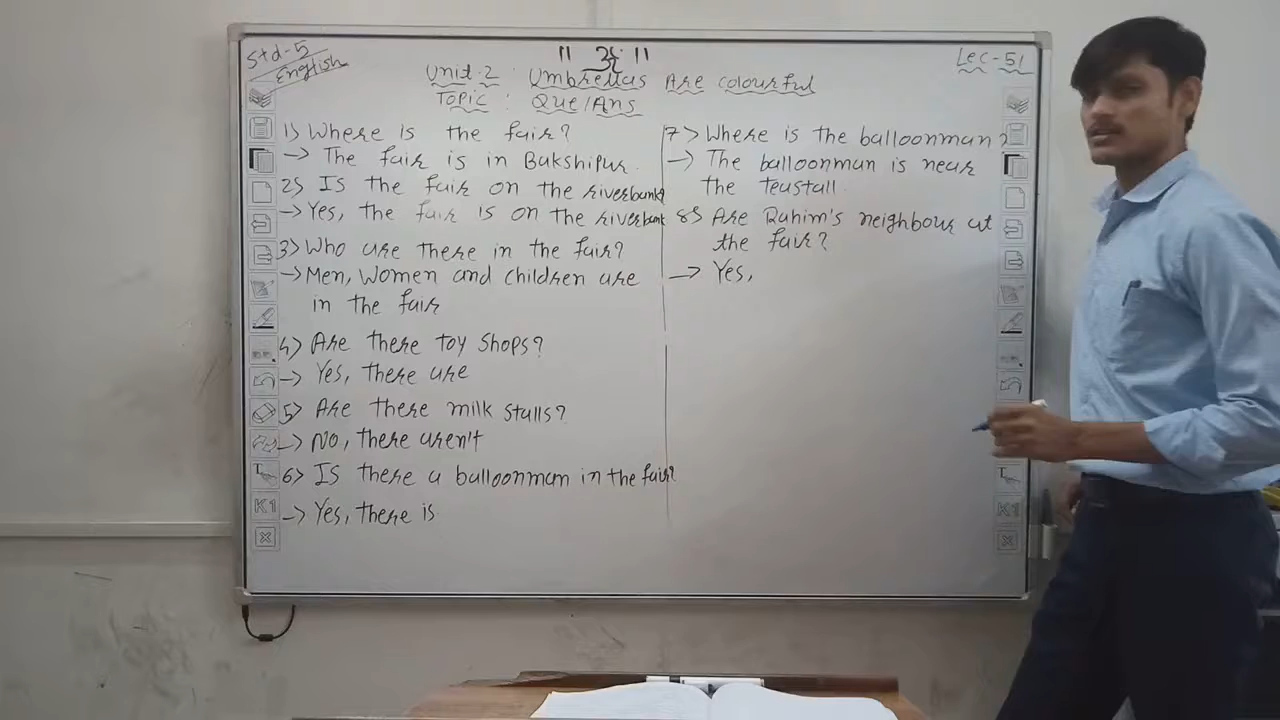 Std-5
English
" ૐ "
Lec-51
Unit-2 : Umbrellas Are colourful
Topic : Que/Ans
1) Where is the fair?
→ The fair is in Bakshipur.
2) Is the fair on the riverbank?
→ Yes, the fair is on the riverbank
3) Who are there in the fair?
→ Men, Women and children are
in the fair
4) Are there toy shops?
→ Yes, there are
5) Are there milk stalls?
→ No, there aren't
6) Is there a balloonman in the fair?
→ Yes, there is
7) Where is the balloonman?
→ The balloonman is near
the teastall
8) Are Rahim's neighbour at
the fair?
→ Yes,
T
K1
T
K1